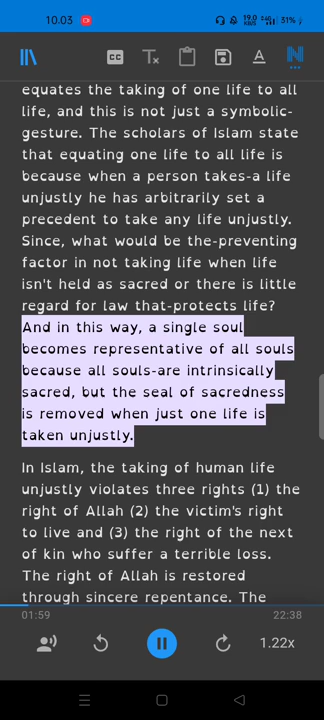 10.03 19.0 KB/S 31%
CC T A N
equates the taking of one life to all
life, and this is not just a symbolic-
gesture. The scholars of Islam state
that equating one life to all life is
because when a person takes-a life
unjustly he has arbitrarily set a
precedent to take any life unjustly.
Since, what would be the-preventing
factor in not taking life when life
isn't held as sacred or there is little
regard for law that-protects life?
And in this way, a single soul
becomes representative of all souls
because all souls-are intrinsically
sacred, but the seal of sacredness
is removed when just one life is
taken unjustly.
In Islam, the taking of human life
unjustly violates three rights (1) the
right of Allah (2) the victim's right
to live and (3) the right of the next
of kin who suffer a terrible loss.
The right of Allah is restored
through sincere repentance. The
01:59 22:38
1.22x